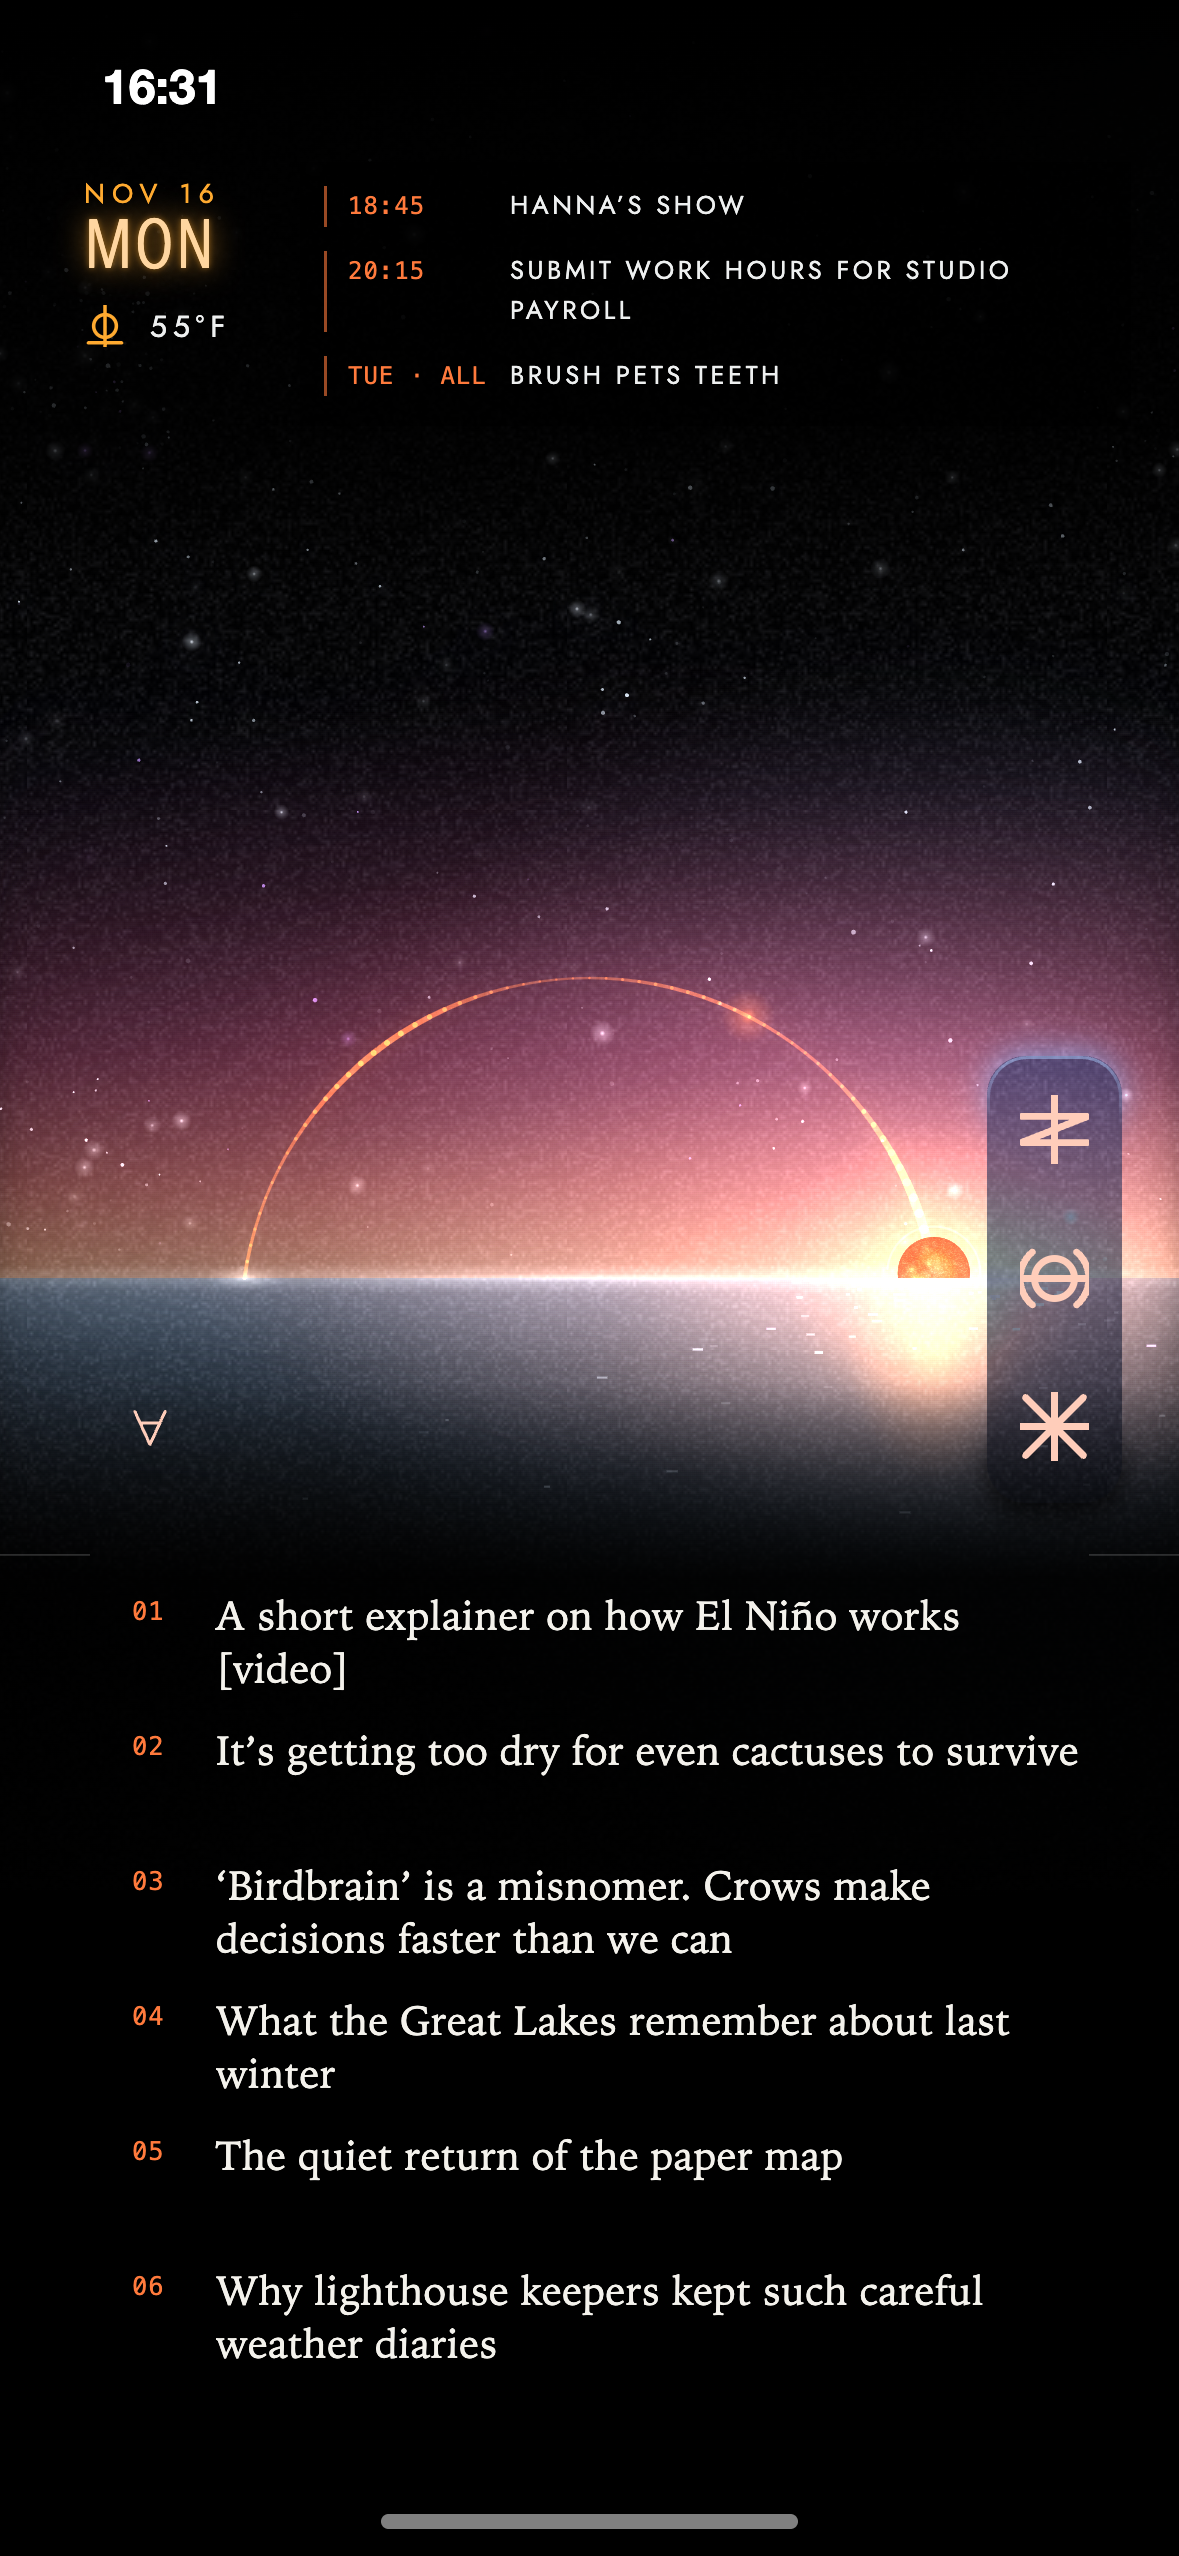 16:31
NOV 16
MON
55°F
18:45 HANNA’S SHOW
20:15 SUBMIT WORK HOURS FOR STUDIO
PAYROLL
TUE · ALL BRUSH PETS TEETH
∀
01 A short explainer on how El Niño works
[video]
02 It’s getting too dry for even cactuses to survive
03 ‘Birdbrain’ is a misnomer. Crows make
decisions faster than we can
04 What the Great Lakes remember about last
winter
05 The quiet return of the paper map
06 Why lighthouse keepers kept such careful
weather diaries